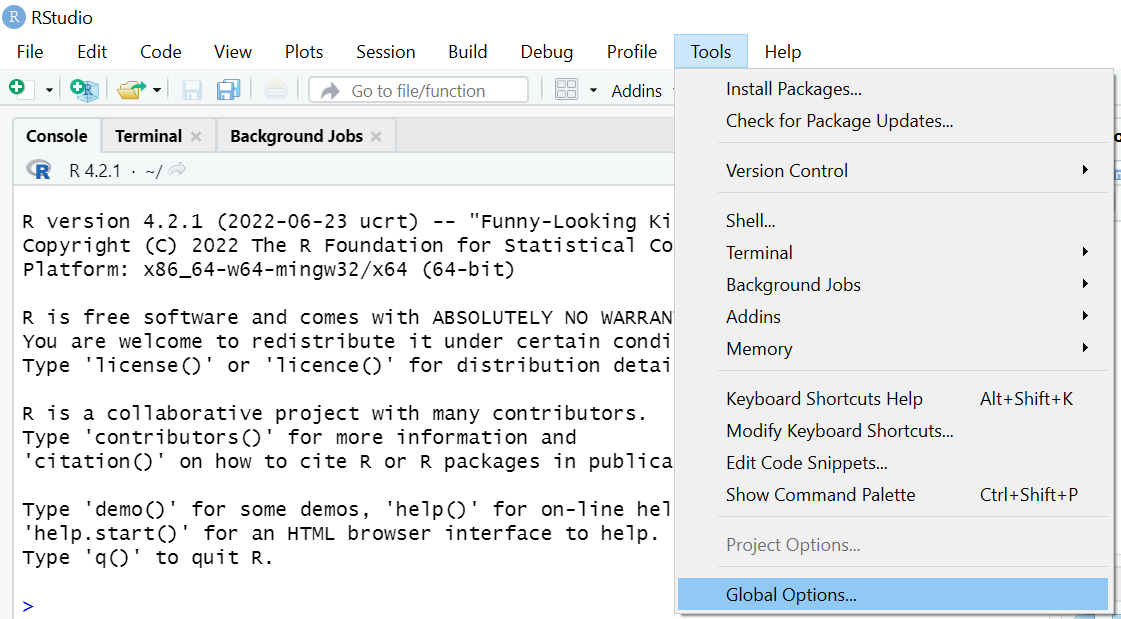 RStudio
File Edit Code View Plots Session Build Debug Profile Tools Help
Go to file/function Addins
Console Terminal Background Jobs
R 4.2.1 · ~/
R version 4.2.1 (2022-06-23 ucrt) -- "Funny-Looking Ki
Copyright (C) 2022 The R Foundation for Statistical Co
Platform: x86_64-w64-mingw32/x64 (64-bit)
R is free software and comes with ABSOLUTELY NO WARRAN
You are welcome to redistribute it under certain condi
Type 'license()' or 'licence()' for distribution detai
R is a collaborative project with many contributors.
Type 'contributors()' for more information and
'citation()' on how to cite R or R packages in publica
Type 'demo()' for some demos, 'help()' for on-line hel
'help.start()' for an HTML browser interface to help.
Type 'q()' to quit R.
>
Install Packages...
Check for Package Updates...
Version Control
Shell...
Terminal
Background Jobs
Addins
Memory
Keyboard Shortcuts Help Alt+Shift+K
Modify Keyboard Shortcuts...
Edit Code Snippets...
Show Command Palette Ctrl+Shift+P
Project Options...
Global Options...